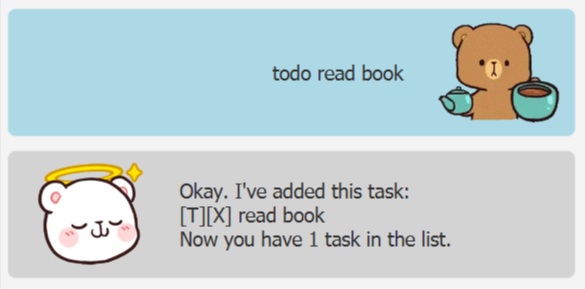 todo read book
Okay. I've added this task:
[T][X] read book
Now you have 1 task in the list.